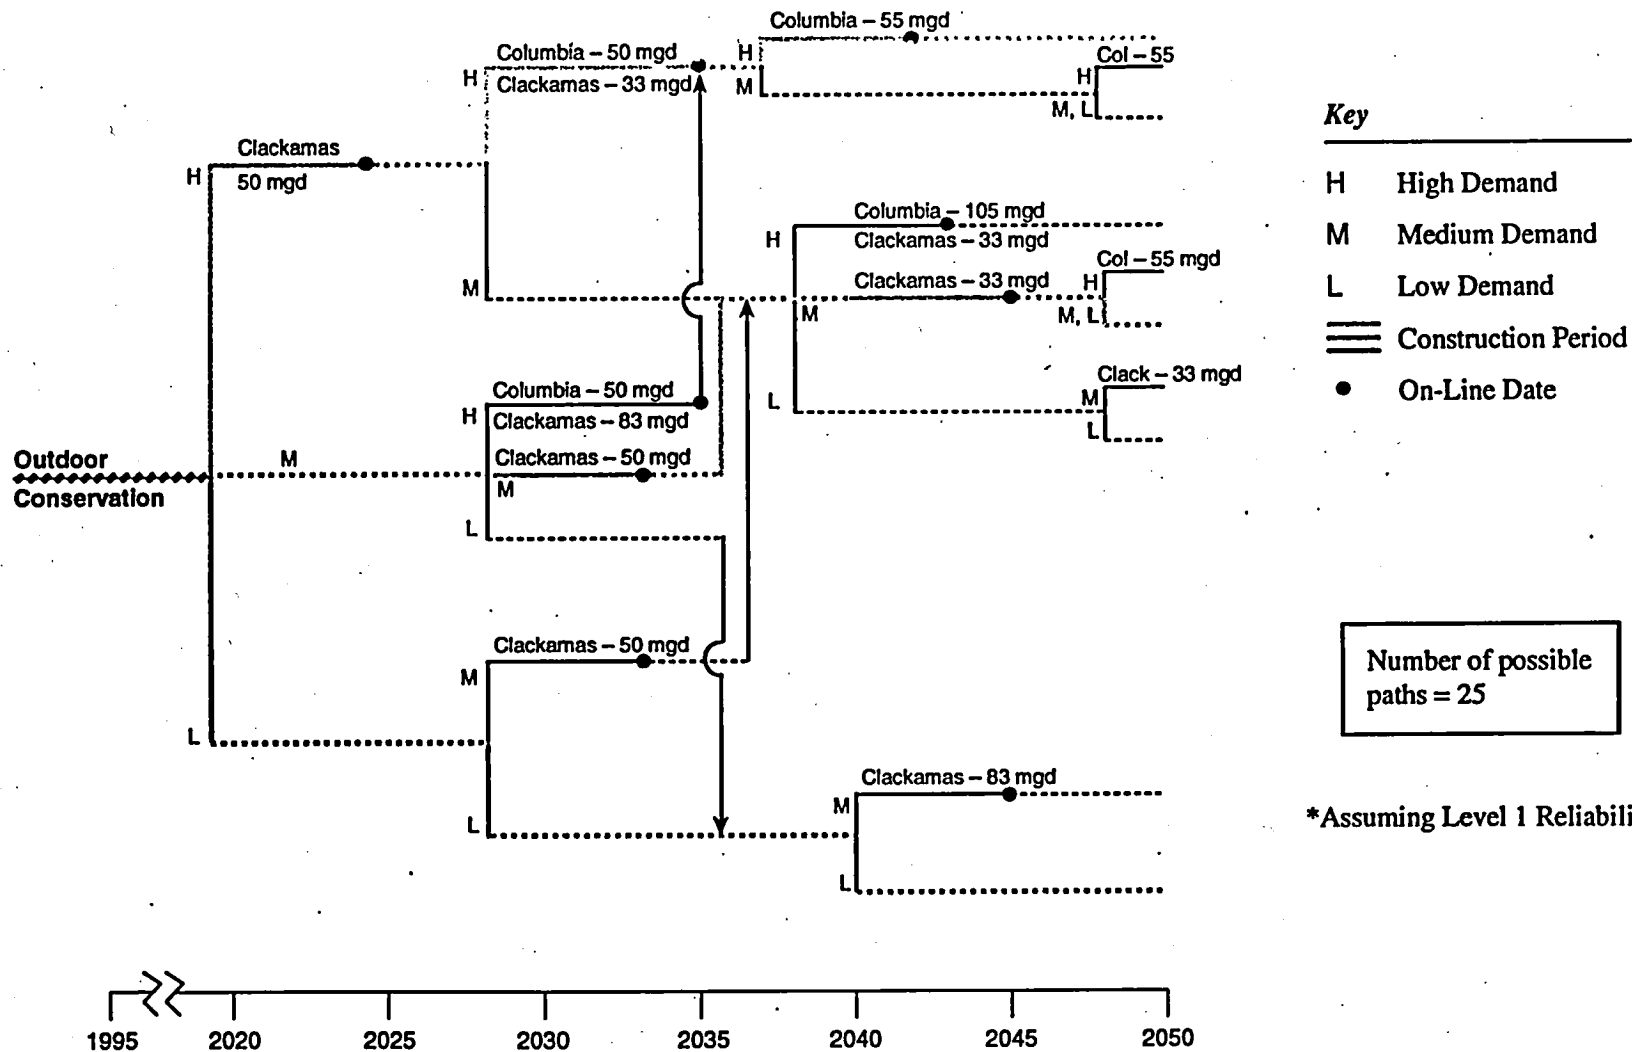 Columbia – 55 mgd
Columbia – 50 mgd
H
Col – 55
H
Clackamas – 33 mgd
M
H
M, L
Clackamas
H
50 mgd
Columbia – 105 mgd
H
Clackamas – 33 mgd
Col – 55 mgd
M
Clackamas – 33 mgd
H
M
M, L
Clack – 33 mgd
Columbia – 50 mgd
L
M
H
Clackamas – 83 mgd
L
Outdoor
M
Clackamas – 50 mgd
Conservation
M
L
Clackamas – 50 mgd
M
L
Clackamas – 83 mgd
M
L
L
Key
H High Demand
M Medium Demand
L Low Demand
Construction Period
On-Line Date
Number of possible
paths = 25
*Assuming Level 1 Reliabili
1995 2020 2025 2030 2035 2040 2045 2050